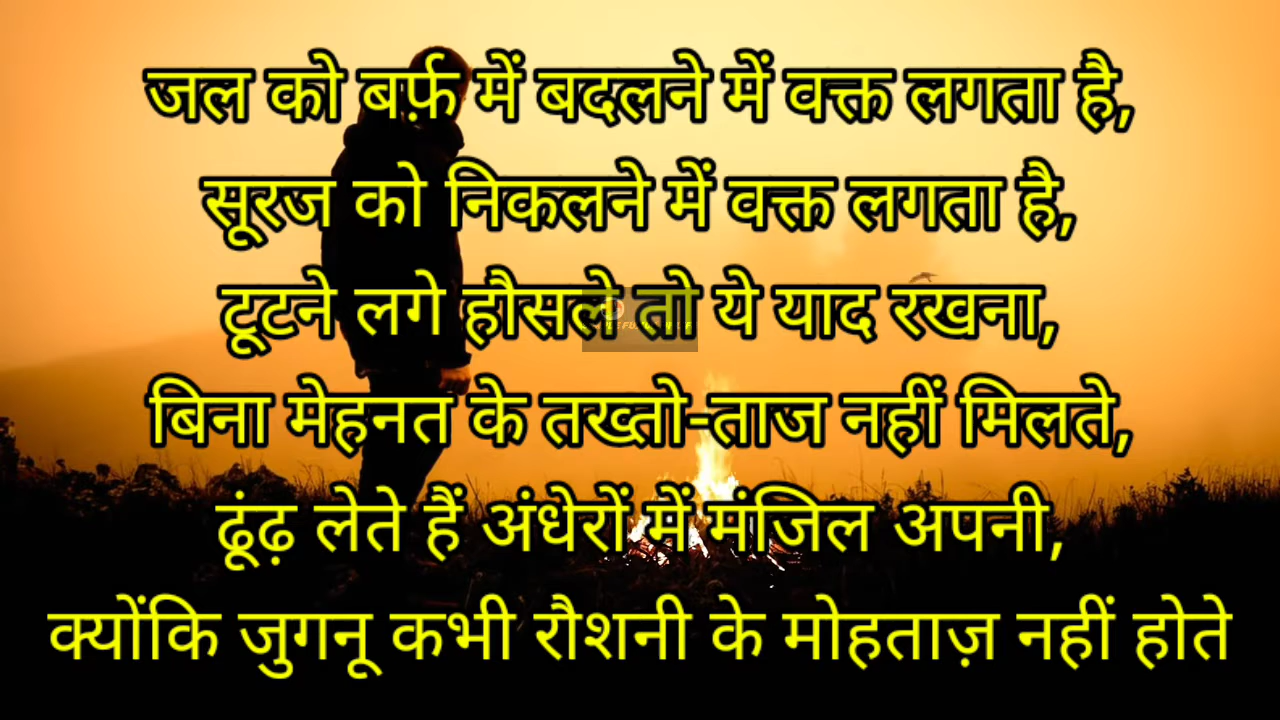 जल को बर्फ़ में बदलने में वक्त लगता है,
सूरज को निकलने में वक्त लगता है,
टूटने लगे हौसले तो ये याद रखना,
बिना मेहनत के तख्तो-ताज नहीं मिलते,
ढूंढ़ लेते हैं अंधेरों में मंजिल अपनी,
क्योंकि जुगनू कभी रौशनी के मोहताज़ नहीं होते